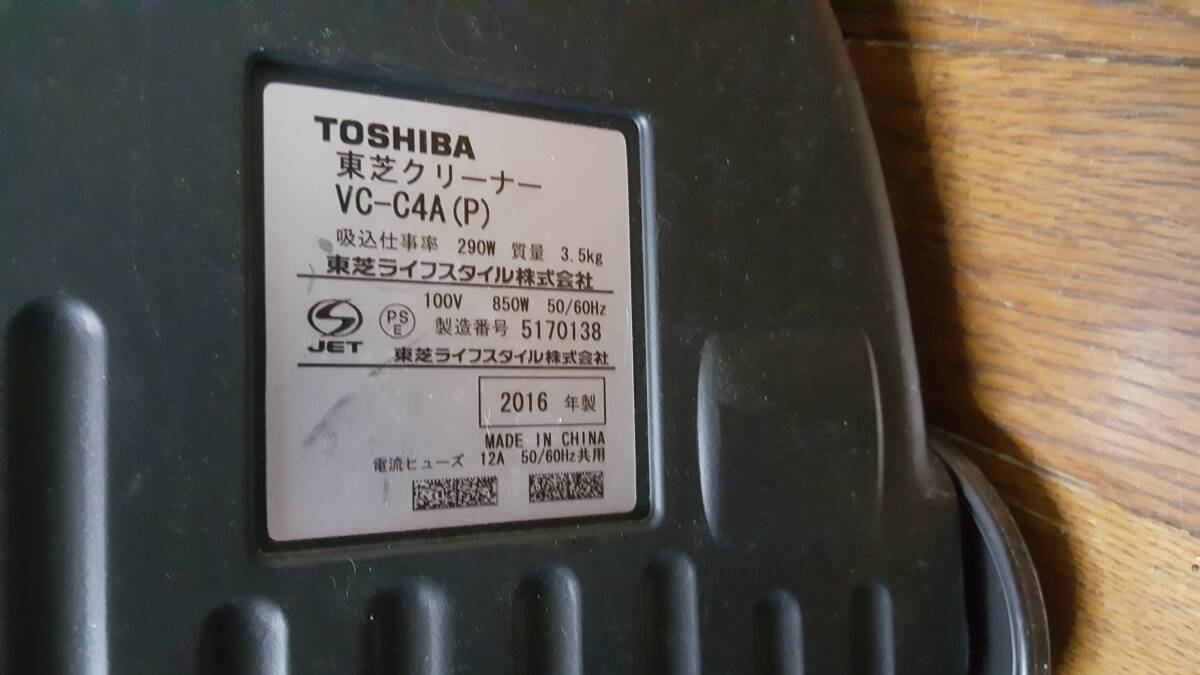 TOSHIBA
東芝クリーナー
VC-C4A(P)
吸込仕事率 290W 質量 3.5kg
東芝ライフスタイル株式会社
100V 850W 50/60Hz
JET PSE 製造番号 5170138
東芝ライフスタイル株式会社
2016 年製
MADE IN CHINA
電流ヒューズ 12A 50/60Hz共用